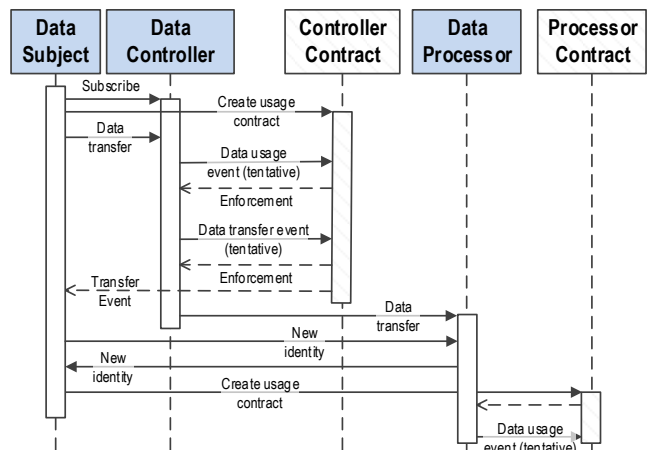 Data
Subject
Data
Controller
Controller
Contract
Data
Processor
Processor
Contract
Subscribe
Create usage
contract
Data
transfer
Data usage
event (tentative)
Enforcement
Data transfer event
(tentative)
Enforcement
Transfer
Event
Data
transfer
New
identity
New
identity
Create usage
contract
Data usage
event (tentative)